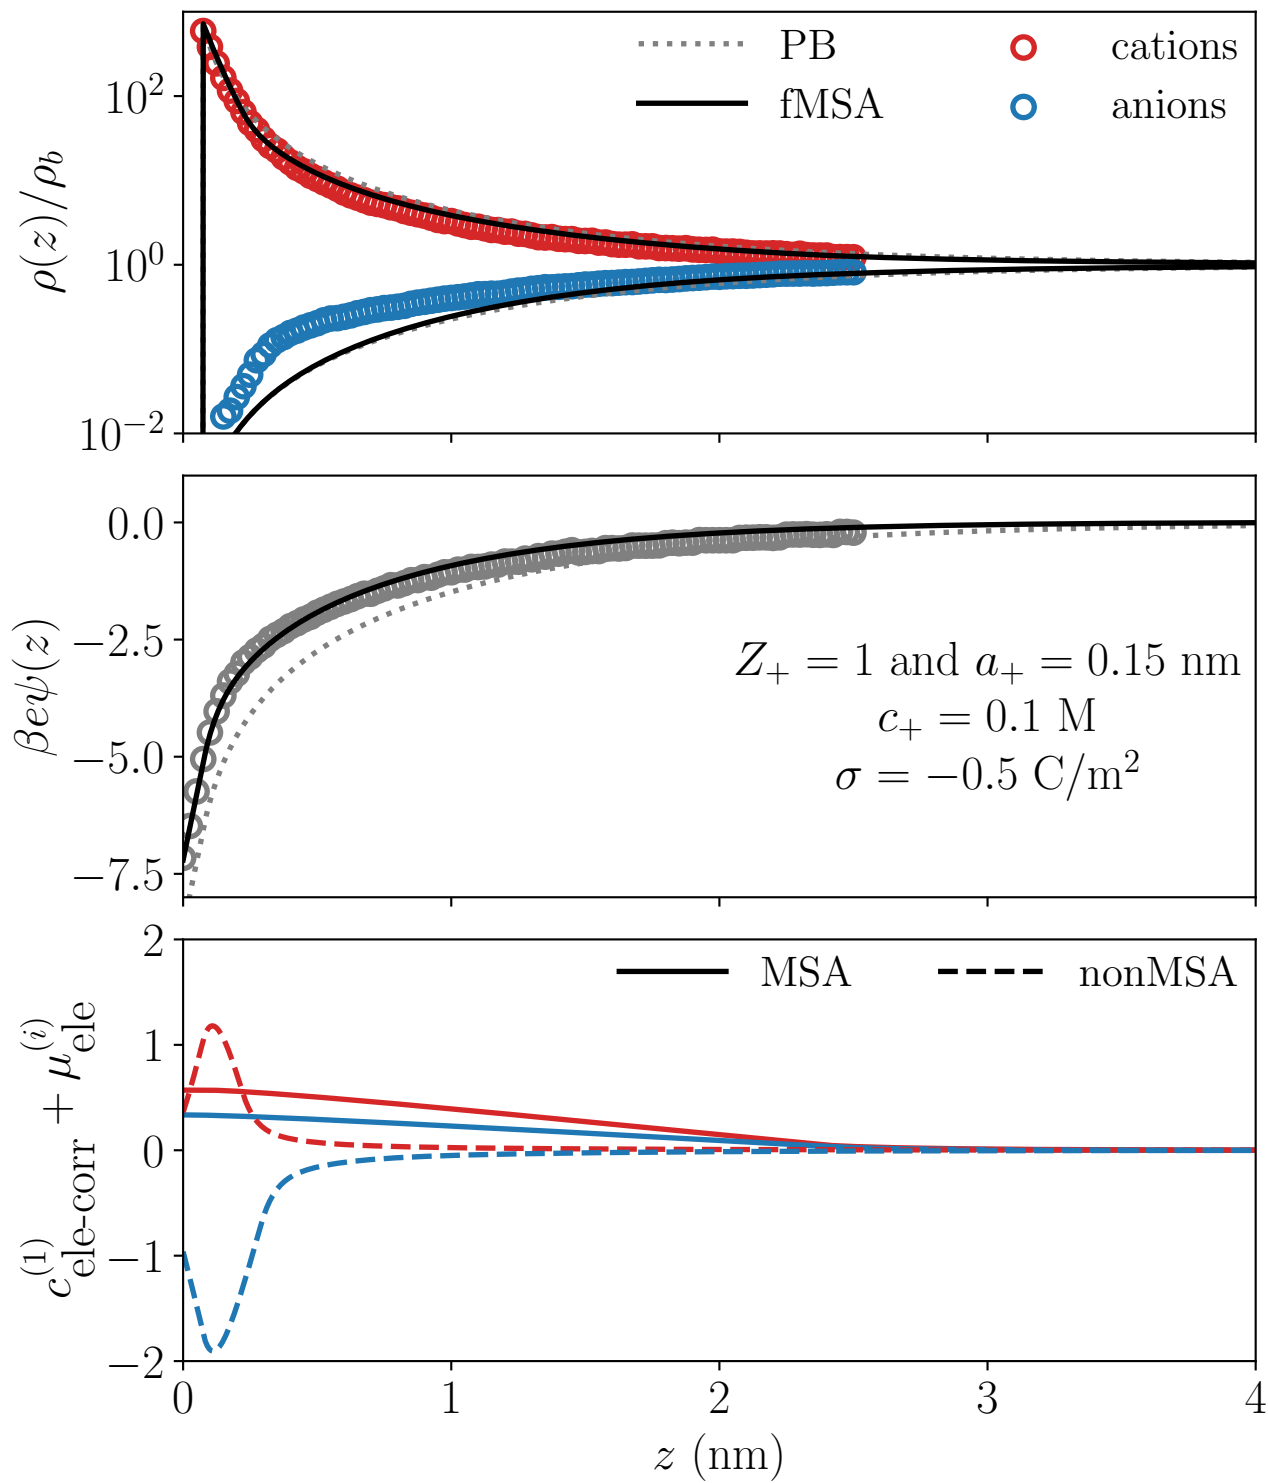 PB
cations
fMSA
anions
10^2
10^0
10^−2
ρ(z)/ρ_b
0.0
−2.5
−5.0
−7.5
βeψ(z)
Z_+ = 1 and a_+ = 0.15 nm
c_+ = 0.1 M
σ = −0.5 C/m^2
MSA
nonMSA
2
1
0
−1
−2
c^(1)_ele-corr + μ^(i)_ele
0 1 2 3 4
z (nm)